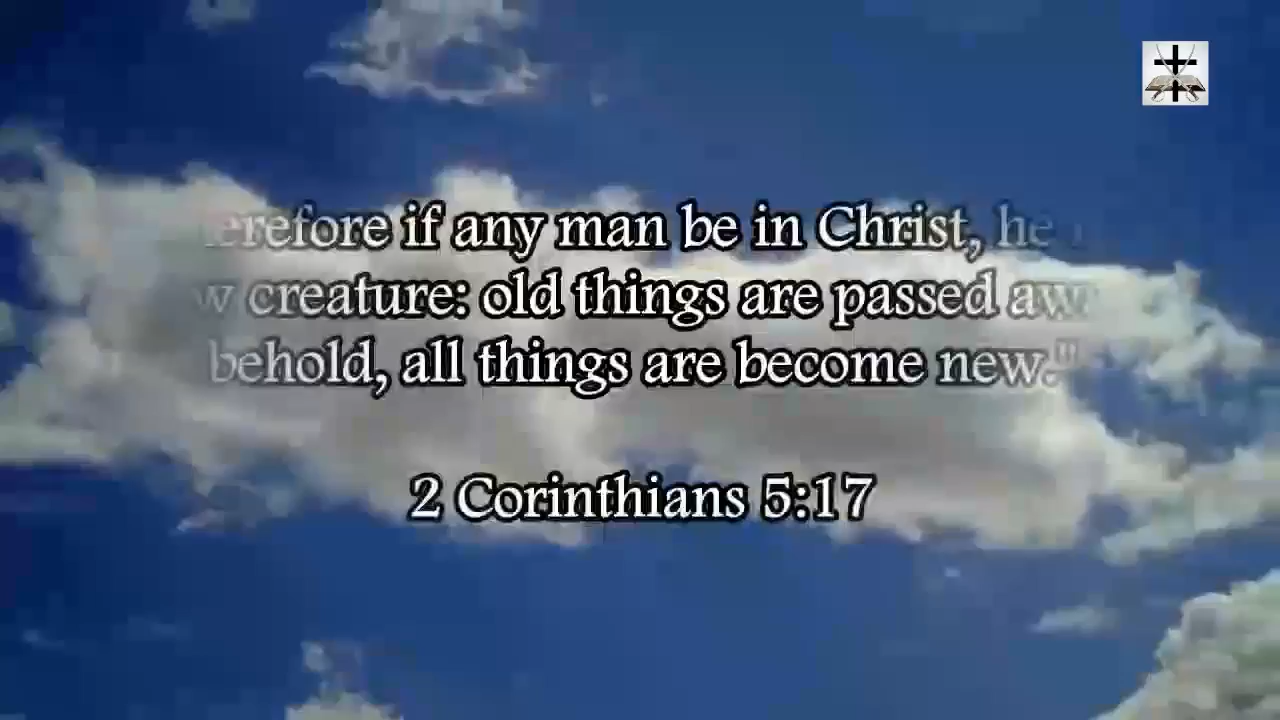 erefore if any man be in Christ, he
w creature: old things are passed aw
behold, all things are become new."
2 Corinthians 5:17